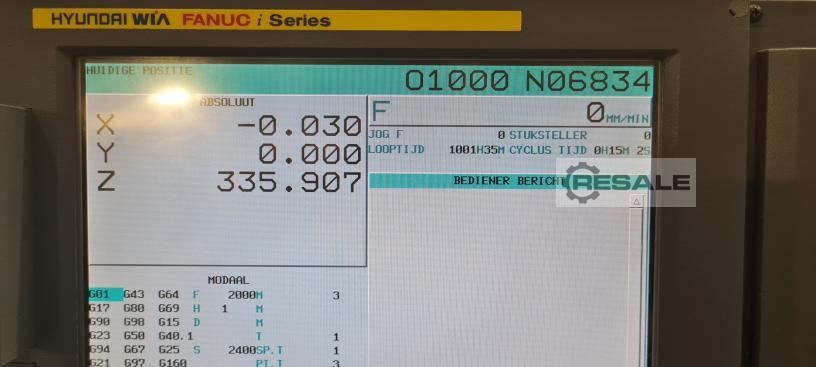 HYUNDAI WIA FANUC i Series
HUIDIGE POSITIE O1000 N06834
ABSOLUUT
X -0.030
Y 0.000
Z 335.907
F 0 MM/MIN
JOG F 0 STUKSTELLER 0
LOOPTIJD 1001H35M CYCLUS TIJD 0H15M 2S
BEDIENER BERICHT
RESALE
MODAAL
G01 G43 G64 F 2000 M 3
G17 G80 G69 H 1 M
G90 G98 G15 D M
G23 G50 G40.1 T 1
G94 G67 G25 S 2400 SP.T 1
G21 G97 G160 PT.T 3